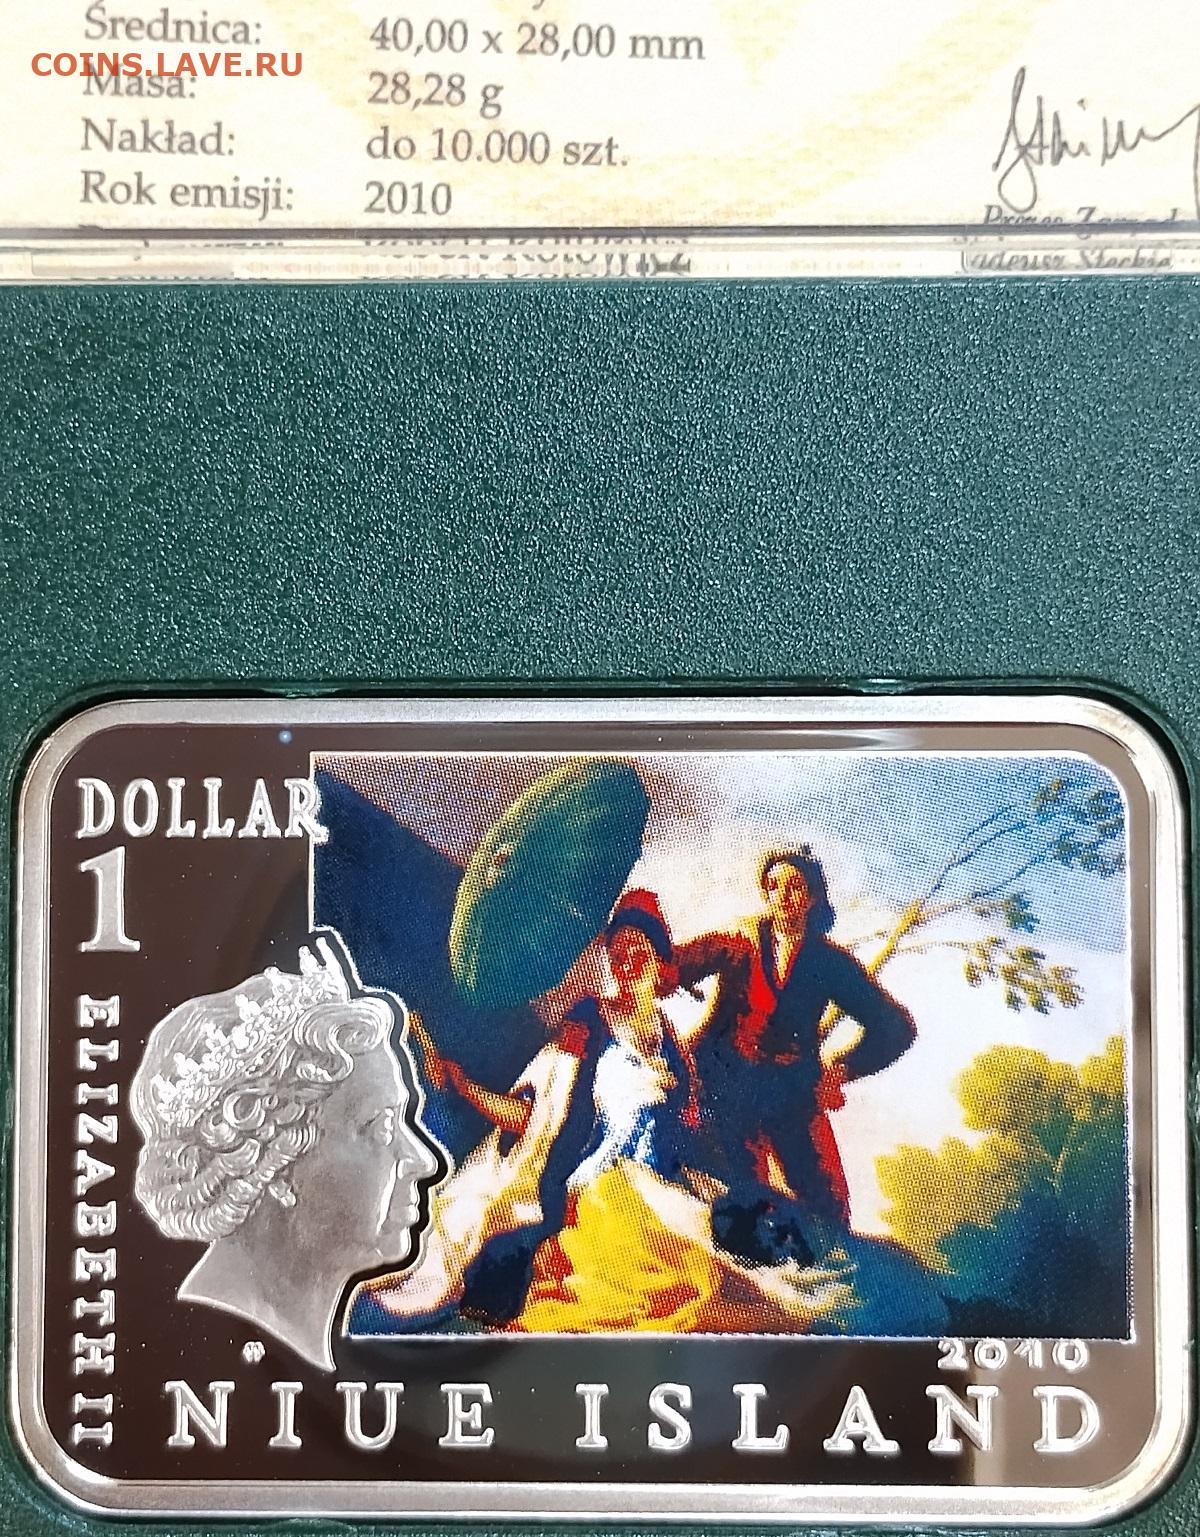 Średnica: 40,00 x 28,00 mm
COINS.LAVE.RU
Masa: 28,28 g
Nakład: do 10.000 szt.
Rok emisji: 2010
DOLLAR
1
ELIZABETH II
2010
NIUE ISLAND